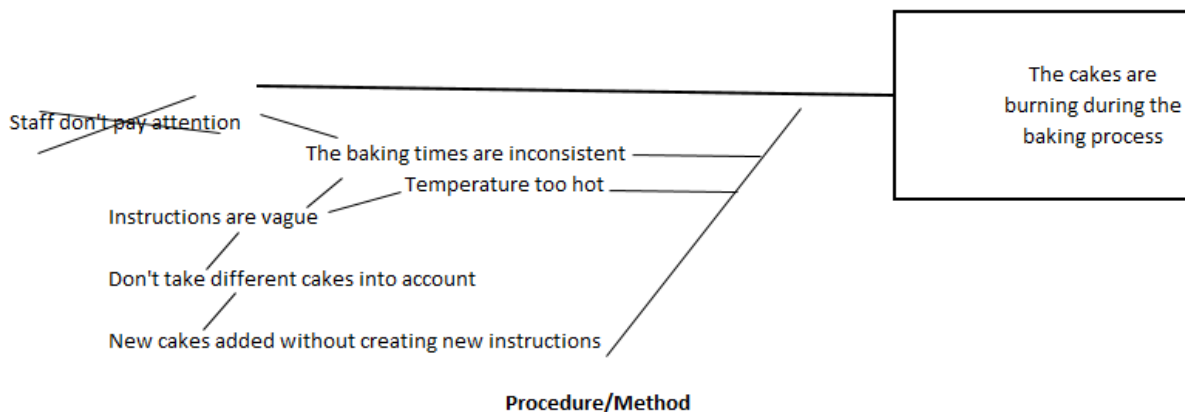 The cakes are
burning during the
baking process
Staff don't pay attention
The baking times are inconsistent
Temperature too hot
Instructions are vague
Don't take different cakes into account
New cakes added without creating new instructions
Procedure/Method